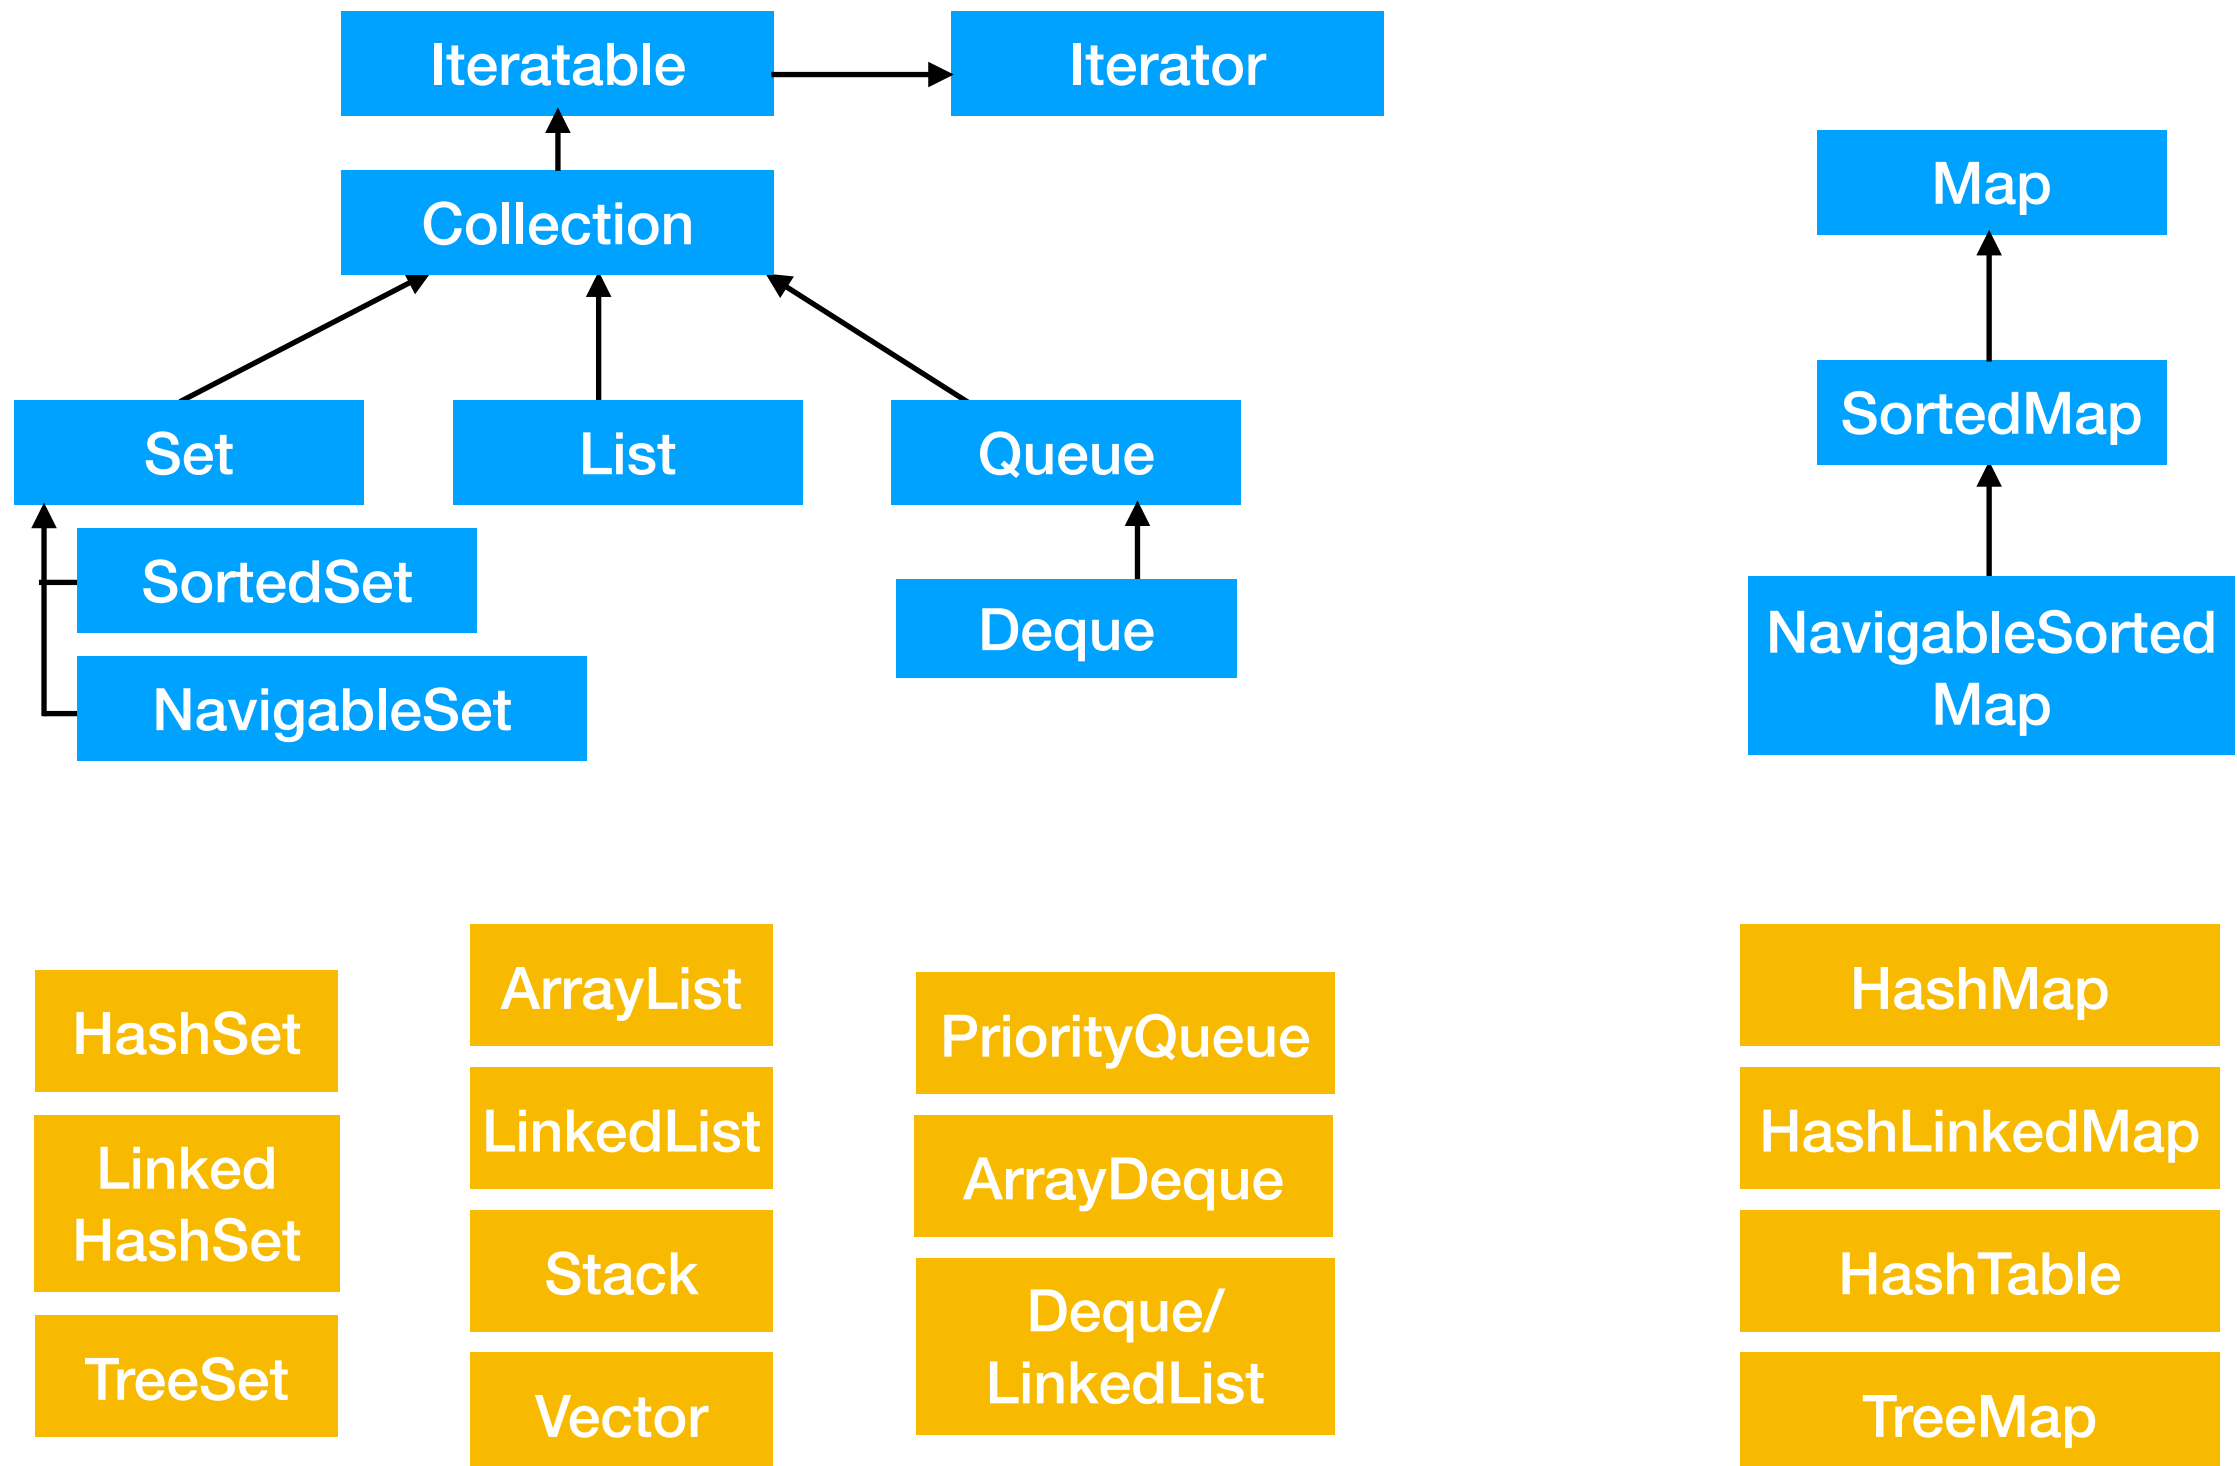 Iteratable
Iterator
Collection
Map
Set
List
Queue
SortedMap
SortedSet
Deque
NavigableSet
NavigableSorted
Map
HashSet
Linked
HashSet
TreeSet
ArrayList
LinkedList
Stack
Vector
PriorityQueue
ArrayDeque
Deque/
LinkedList
HashMap
HashLinkedMap
HashTable
TreeMap